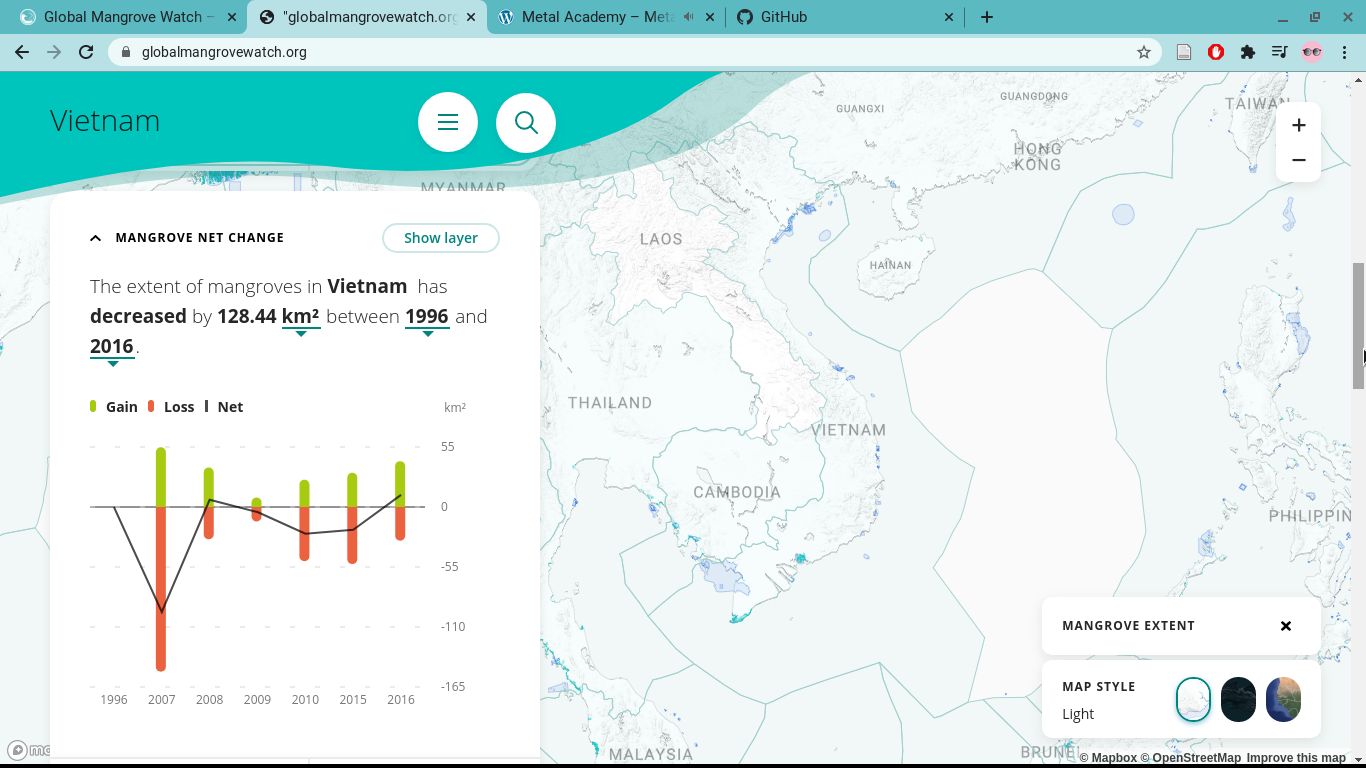 Global Mangrove Watch –
"globalmangrovewatch.org
Metal Academy – Meta
GitHub
globalmangrovewatch.org
Vietnam
MANGROVE NET CHANGE
Show layer
The extent of mangroves in Vietnam has
decreased by 128.44 km² between 1996 and
2016.
Gain Loss Net
km²
55
0
-55
-110
-165
1996 2007 2008 2009 2010 2015 2016
GUANGXI
GUANGDONG
TAIWAN
HONG
KONG
MYANMAR
LAOS
HAINAN
THAILAND
VIETNAM
CAMBODIA
PHILIPPIN
MALAYSIA
BRUNEI
+
−
MANGROVE EXTENT
MAP STYLE
Light
© Mapbox © OpenStreetMap Improve this map